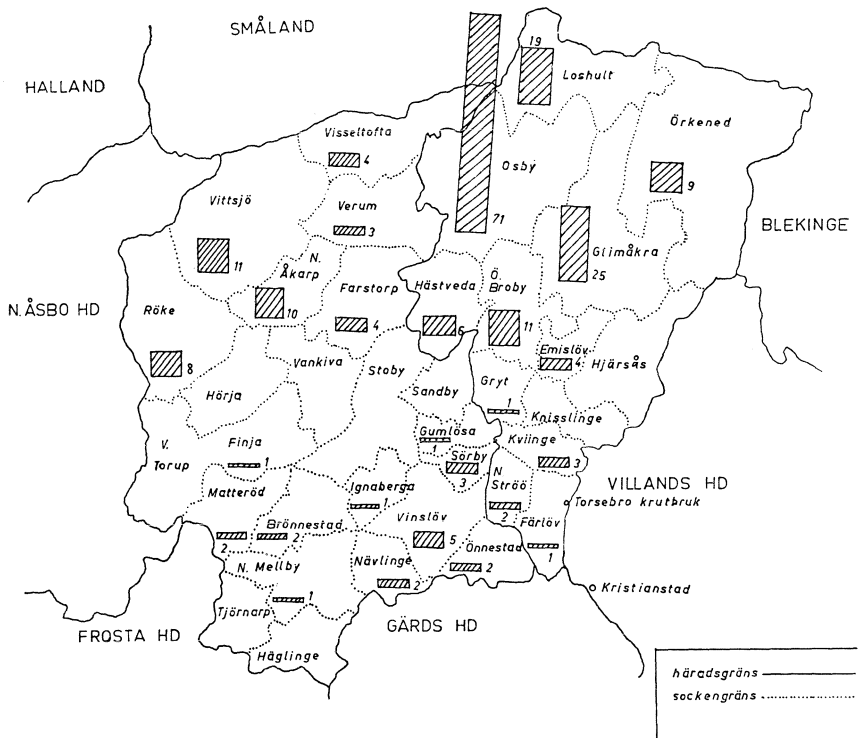 SMÅLAND
HALLAND
19
Loshult
Örkened
Visseltofta
4
Osby
9
Vittsjö
Verum
3
71
BLEKINGE
Glimåkra
25
11
N.
Åkarp
10
Farstorp
4
Hästveda
6
Ö.
Broby
11
N.ÅSBO HD
Röke
8
Vankiva
Stoby
Emislöv
4
Hjärsås
Sandby
Gryt
1
Hörja
Knisslinge
Gumlösa
1
Kviinge
3
V.
Torup
Finja
1
Sörby
3
N
Ströö
2
VILLANDS HD
Matteröd
2
Ignaberga
1
Torsebro krutbruk
Brönnestad
2
Vinslöv
5
Färlöv
1
Önnestad
2
N. Mellby
1
Nävlinge
2
Kristianstad
Tjörnarp
FROSTA HD
GÄRDS HD
Häglinge
häradsgräns
sockengräns